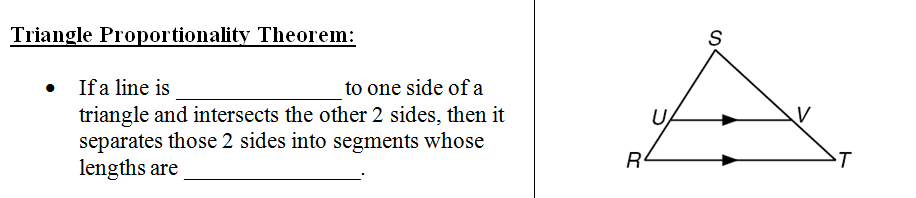 Triangle Proportionality Theorem:
• If a line is ________________ to one side of a
triangle and intersects the other 2 sides, then it
separates those 2 sides into segments whose
lengths are _________________.
S
U
V
R
T